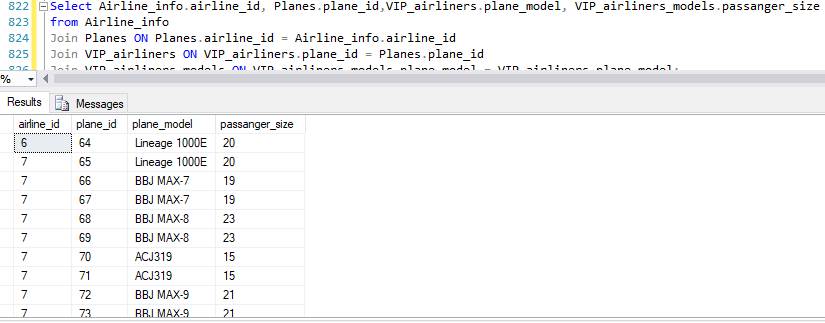 822 Select Airline_info.airline_id, Planes.plane_id,VIP_airliners.plane_model, VIP_airliners_models.passanger_size
823 from Airline_info
824 Join Planes ON Planes.airline_id = Airline_info.airline_id
825 Join VIP_airliners ON VIP_airliners.plane_id = Planes.plane_id
826 Join VIP_airliners_models ON VIP_airliners_models.plane_model = VIP_airliners.plane_model;
%
Results Messages
airline_id plane_id plane_model passanger_size
6 64 Lineage 1000E 20
7 65 Lineage 1000E 20
7 66 BBJ MAX-7 19
7 67 BBJ MAX-7 19
7 68 BBJ MAX-8 23
7 69 BBJ MAX-8 23
7 70 ACJ319 15
7 71 ACJ319 15
7 72 BBJ MAX-9 21
7 73 BBJ MAX-9 21